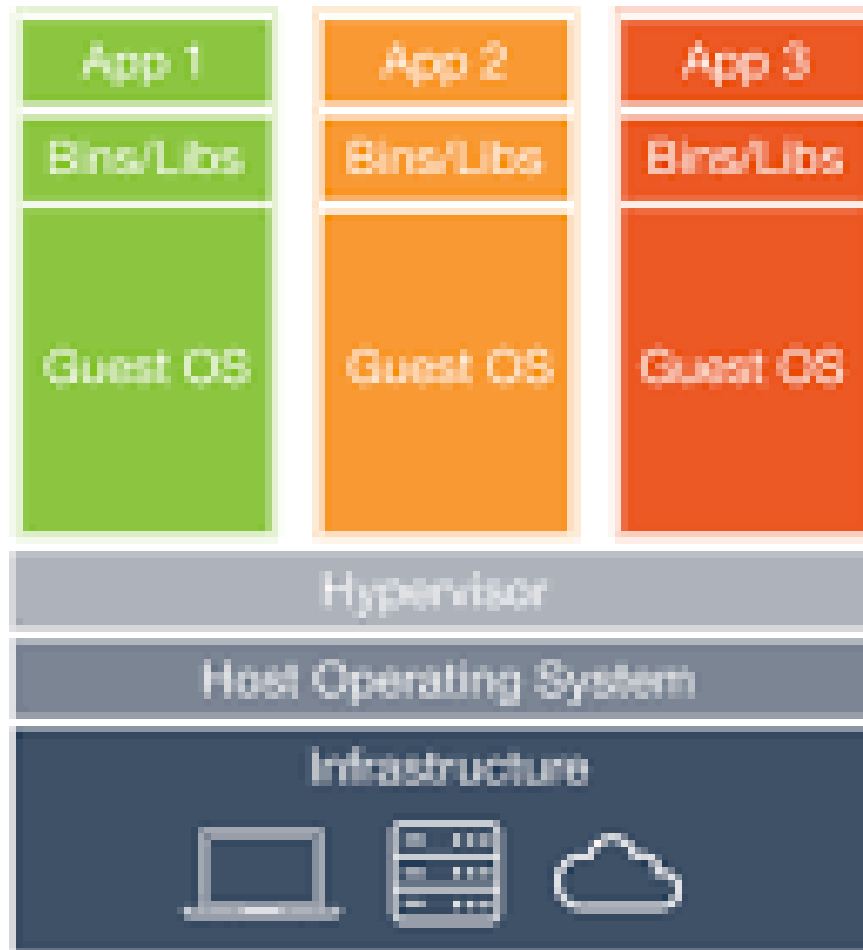 App 1 App 2 App 3
Bins/Libs Bins/Libs Bins/Libs
Guest OS Guest OS Guest OS
Hypervisor
Host Operating System
Infrastructure